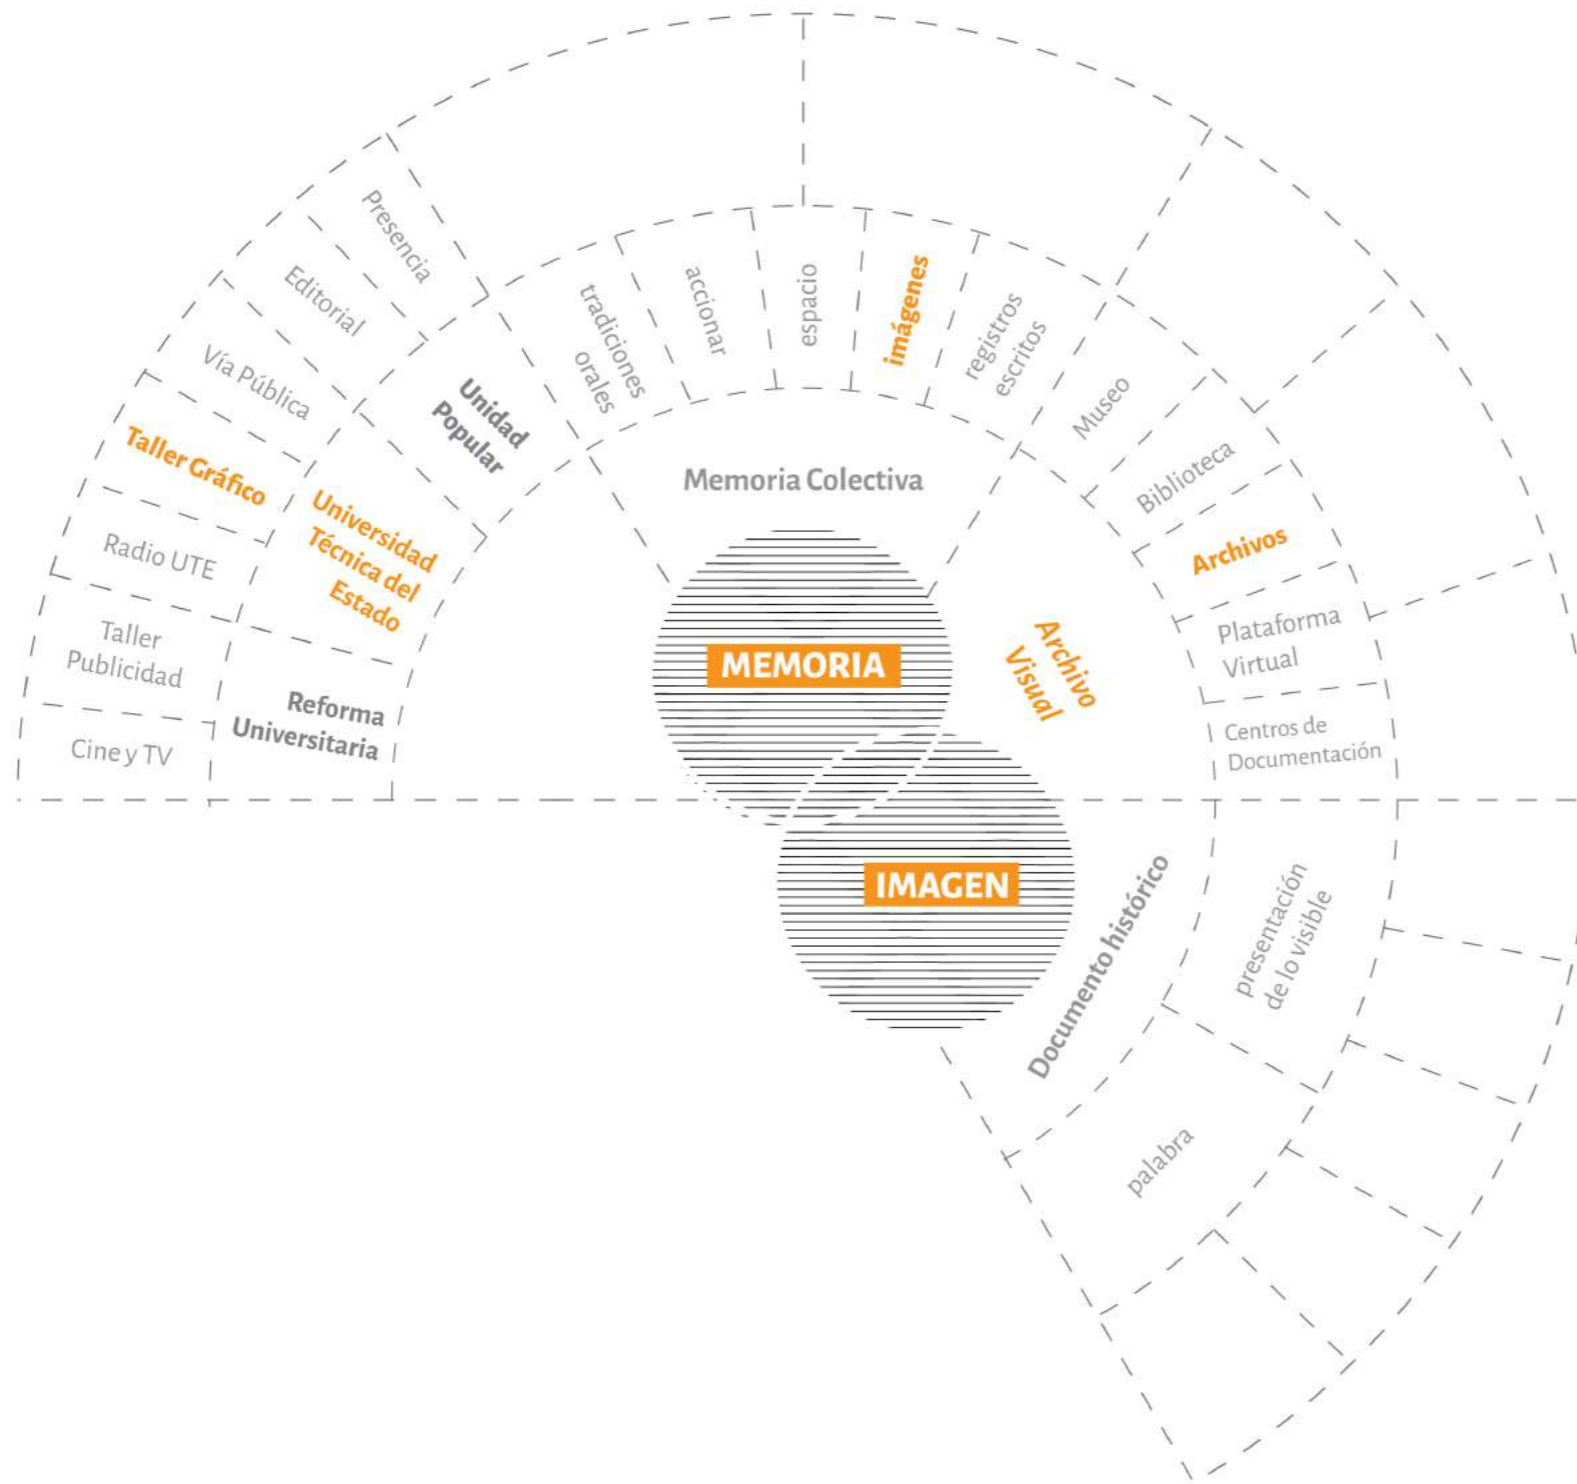 Presencia
Editorial
Vía Pública
Taller Gráfico
Radio UTE
Taller
Publicidad
Cine y TV
Unidad
Popular
Universidad
Técnica del
Estado
Reforma
Universitaria
tradiciones
orales
accionar
espacio
imágenes
registros
escritos
Memoria Colectiva
Museo
Biblioteca
Archivos
Plataforma
Virtual
Centros de
Documentación
Archivo
Visual
MEMORIA
IMAGEN
Documento histórico
presentación
de lo visible
palabra